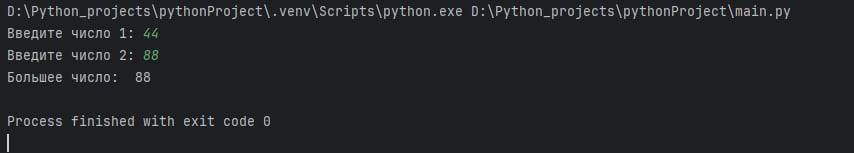 D:\Python_projects\pythonProject\.venv\Scripts\python.exe D:\Python_projects\pythonProject\main.py
Введите число 1: 44
Введите число 2: 88
Большее число:  88
Process finished with exit code 0